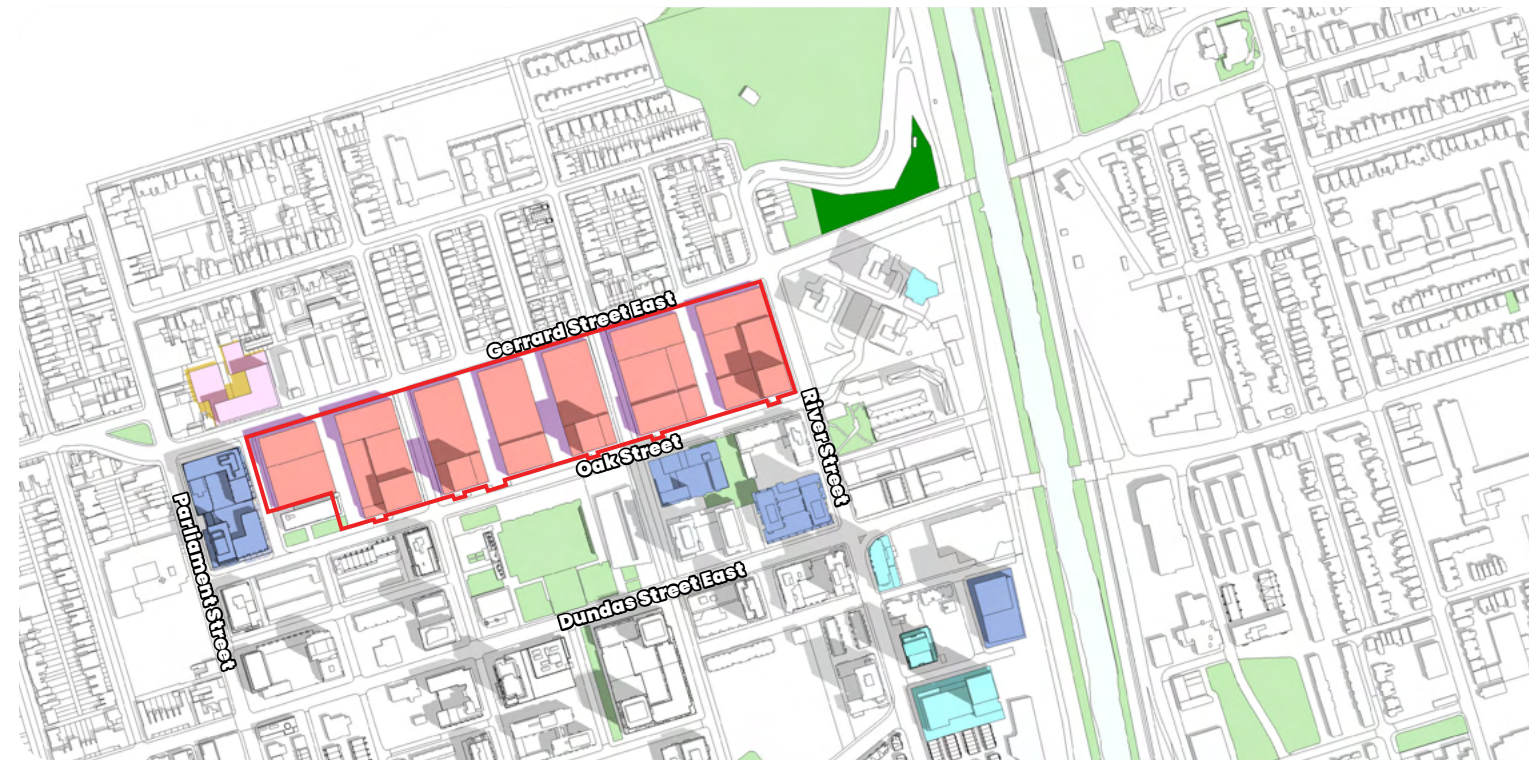 Gerrard Street East
Oak Street
River Street
Parliament Street
Dundas Street East